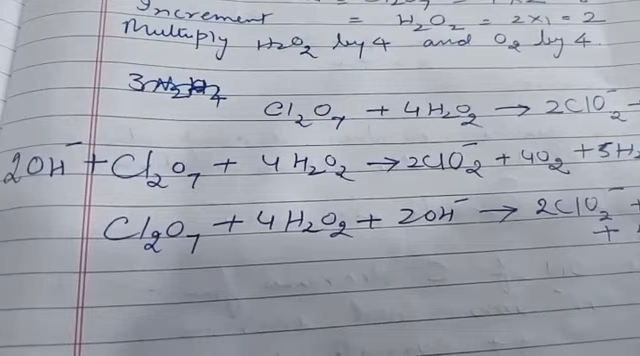 Increment = H₂O₂ = 2×1 = 2
Multiply H₂O₂ by 4 and O₂ by 4.
Cl₂O₇ + 4H₂O₂ → 2ClO₂⁻
2OH⁻ + Cl₂O₇ + 4H₂O₂ → 2ClO₂⁻ + 4O₂ + 5H₂
Cl₂O₇ + 4H₂O₂ + 2OH⁻ → 2ClO₂⁻ +
+